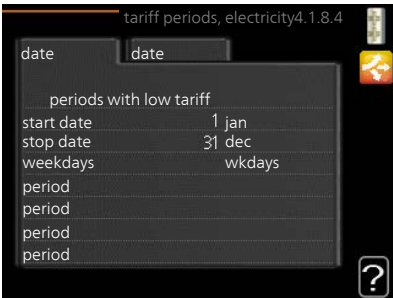 tariff periods, electricity4.1.8.4
date date
periods with low tariff
start date 1 jan
stop date 31 dec
weekdays wkdays
period
period
period
period
?